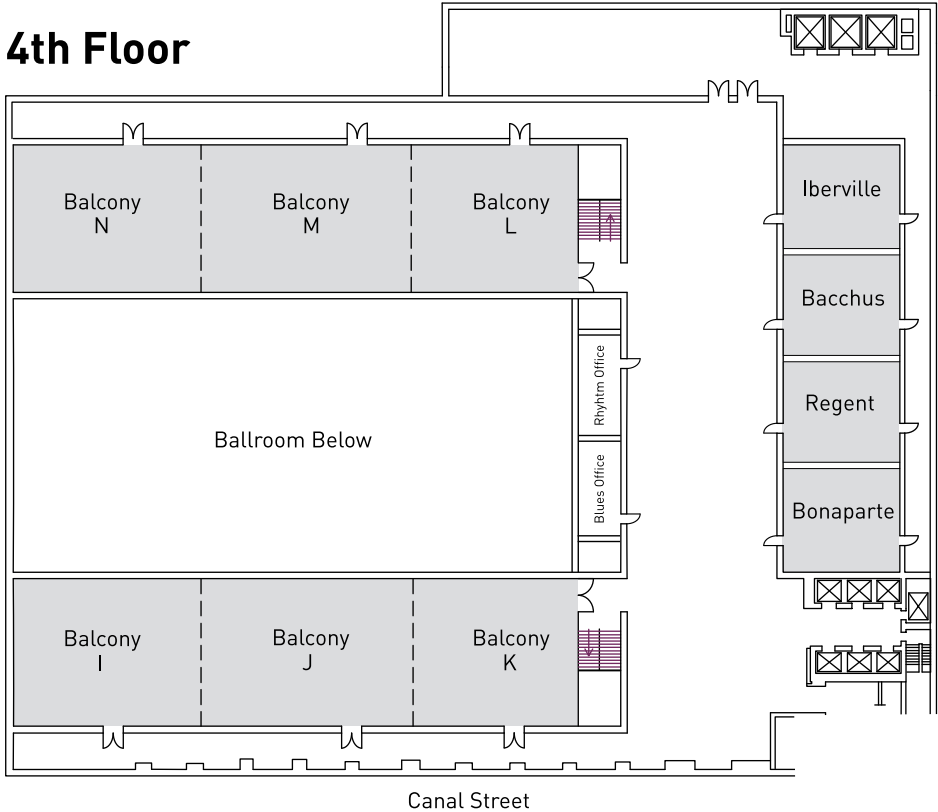 4th Floor
Balcony
N
Balcony
M
Balcony
L
Iberville
Bacchus
Rhyhtm Office
Regent
Ballroom Below
Blues Office
Bonaparte
Balcony
I
Balcony
J
Balcony
K
Canal Street